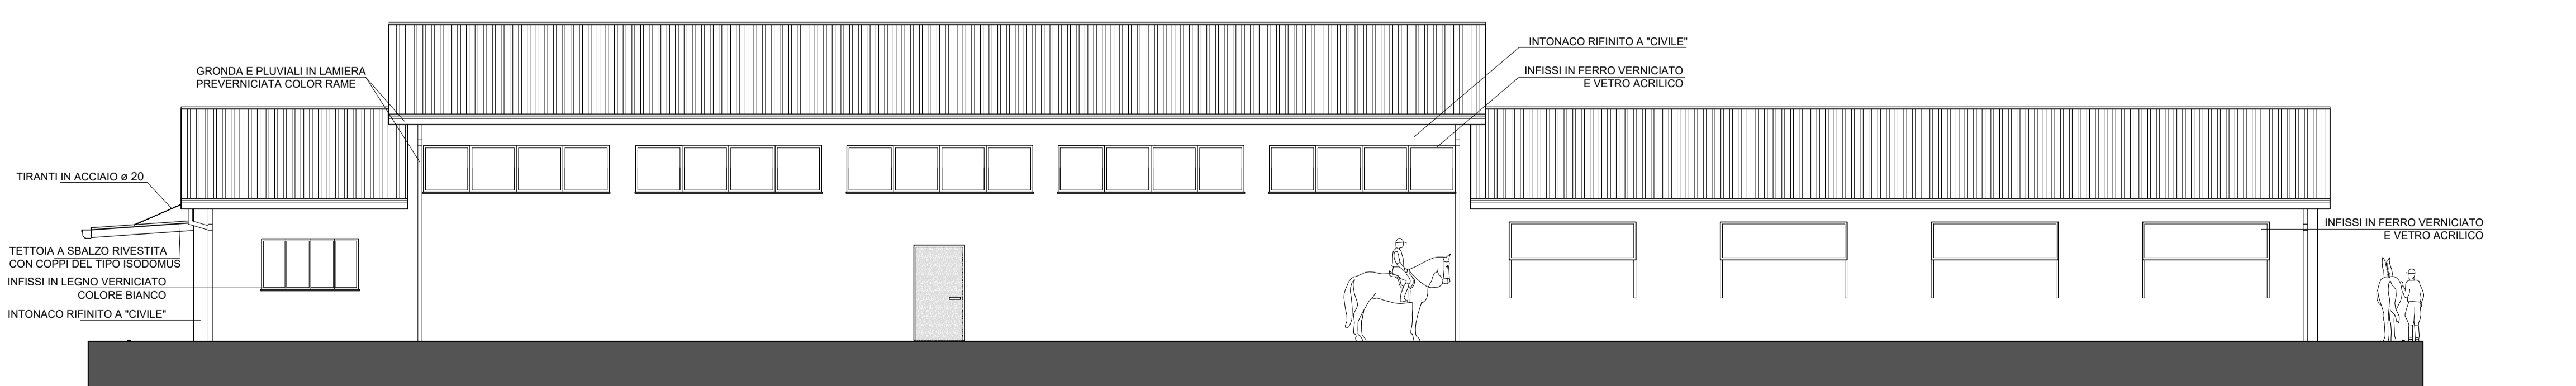 INTONACO RIFINITO A "CIVILE"
GRONDA E PLUVIALI IN LAMIERA
PREVERNICIATA COLOR RAME
INFISSI IN FERRO VERNICIATO
E VETRO ACRILICO
TIRANTI IN ACCIAIO ø 20
TETTOIA A SBALZO RIVESTITA
CON COPPI DEL TIPO ISODOMUS
INFISSI IN LEGNO VERNICIATO
COLORE BIANCO
INTONACO RIFINITO A "CIVILE"
INFISSI IN FERRO VERNICIATO
E VETRO ACRILICO